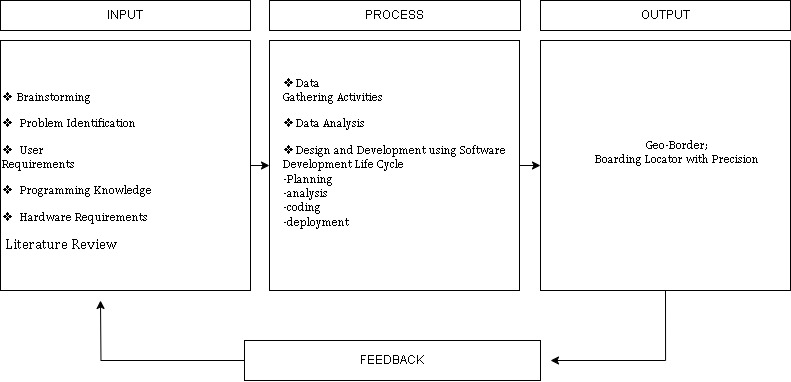 INPUT
PROCESS
OUTPUT
❖ Brainstorming
❖ Problem Identification
❖ User
Requirements
❖ Programming Knowledge
❖ Hardware Requirements
Literature Review
❖ Data
Gathering Activities
❖ Data Analysis
❖ Design and Development using Software
Development Life Cycle
-Planning
-analysis
-coding
-deployment
Geo-Border;
Boarding Locator with Precision
FEEDBACK